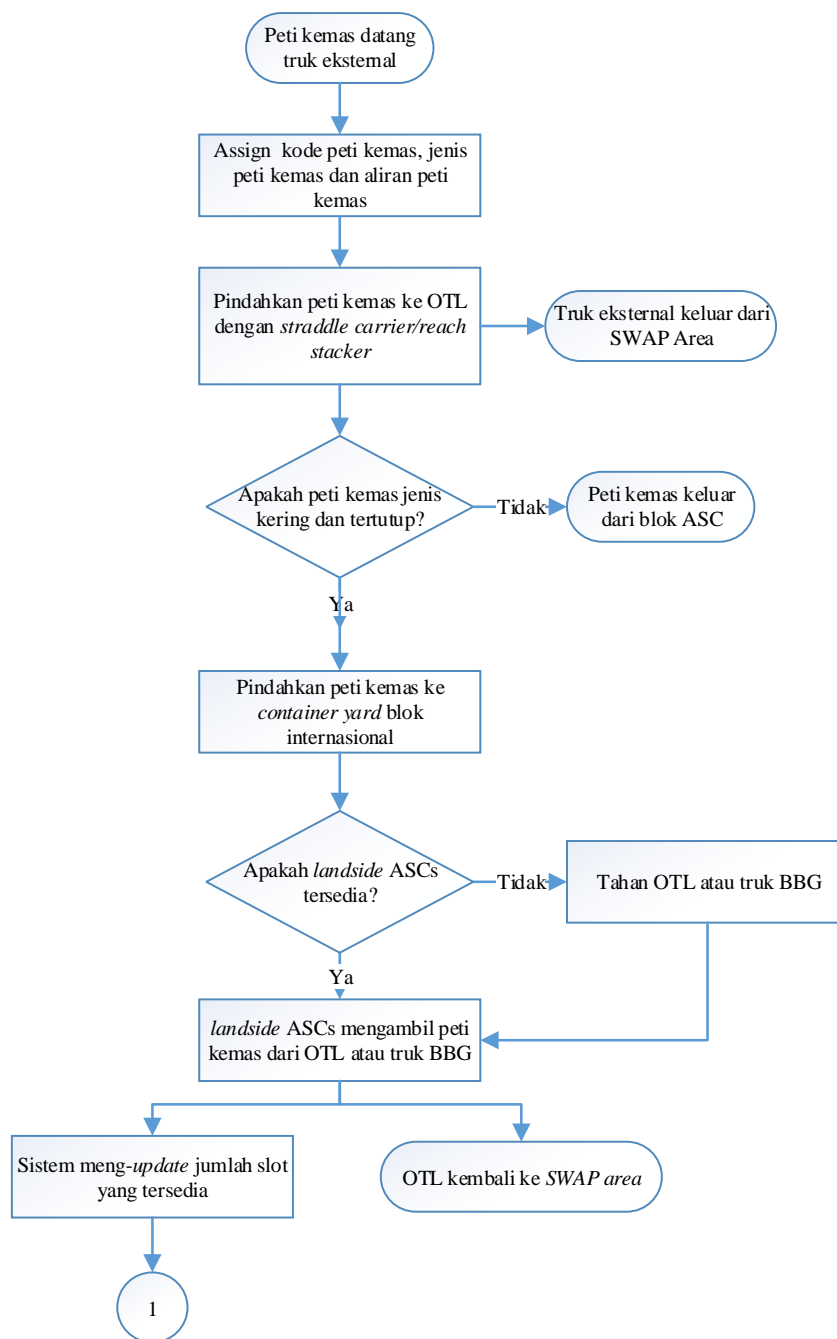 Peti kemas datang
truk eksternal
Assign kode peti kemas, jenis
peti kemas dan aliran peti
kemas
Pindahkan peti kemas ke OTL
dengan straddle carrier/reach
stacker
Truk eksternal keluar dari
SWAP Area
Apakah peti kemas jenis
kering dan tertutup?
Tidak
Peti kemas keluar
dari blok ASC
Ya
Pindahkan peti kemas ke
container yard blok
internasional
Apakah landside ASCs
tersedia?
Tidak
Tahan OTL atau truk BBG
Ya
landside ASCs mengambil peti
kemas dari OTL atau truk BBG
Sistem meng-update jumlah slot
yang tersedia
OTL kembali ke SWAP area
1